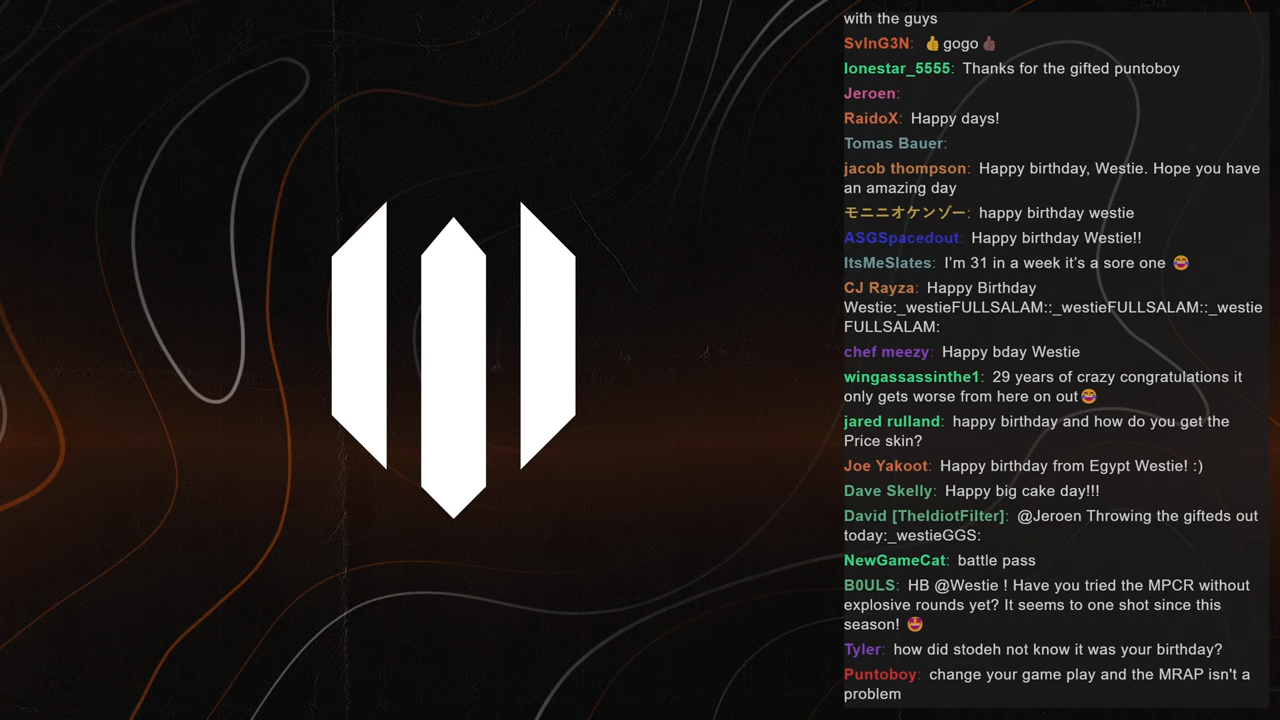 with the guys
SvInG3N: 👍gogo👍🏿
lonestar_5555: Thanks for the gifted puntoboy
Jeroen:
RaidoX: Happy days!
Tomas Bauer:
jacob thompson: Happy birthday, Westie. Hope you have
an amazing day
モニニオケンゾー: happy birthday westie
ASGSpacedout: Happy birthday Westie!!
ItsMeSlates: I'm 31 in a week it's a sore one 😂
CJ Rayza: Happy Birthday
Westie:_westieFULLSALAM::_westieFULLSALAM::_westie
FULLSALAM:
chef meezy: Happy bday Westie
wingassassinthe1: 29 years of crazy congratulations it
only gets worse from here on out😂
jared rulland: happy birthday and how do you get the
Price skin?
Joe Yakoot: Happy birthday from Egypt Westie! :)
Dave Skelly: Happy big cake day!!!
David [TheIdiotFilter]: @Jeroen Throwing the gifteds out
today:_westieGGS:
NewGameCat: battle pass
B0ULS: HB @Westie ! Have you tried the MPCR without
explosive rounds yet? It seems to one shot since this
season! 🤩
Tyler: how did stodeh not know it was your birthday?
Puntoboy: change your game play and the MRAP isn't a
problem